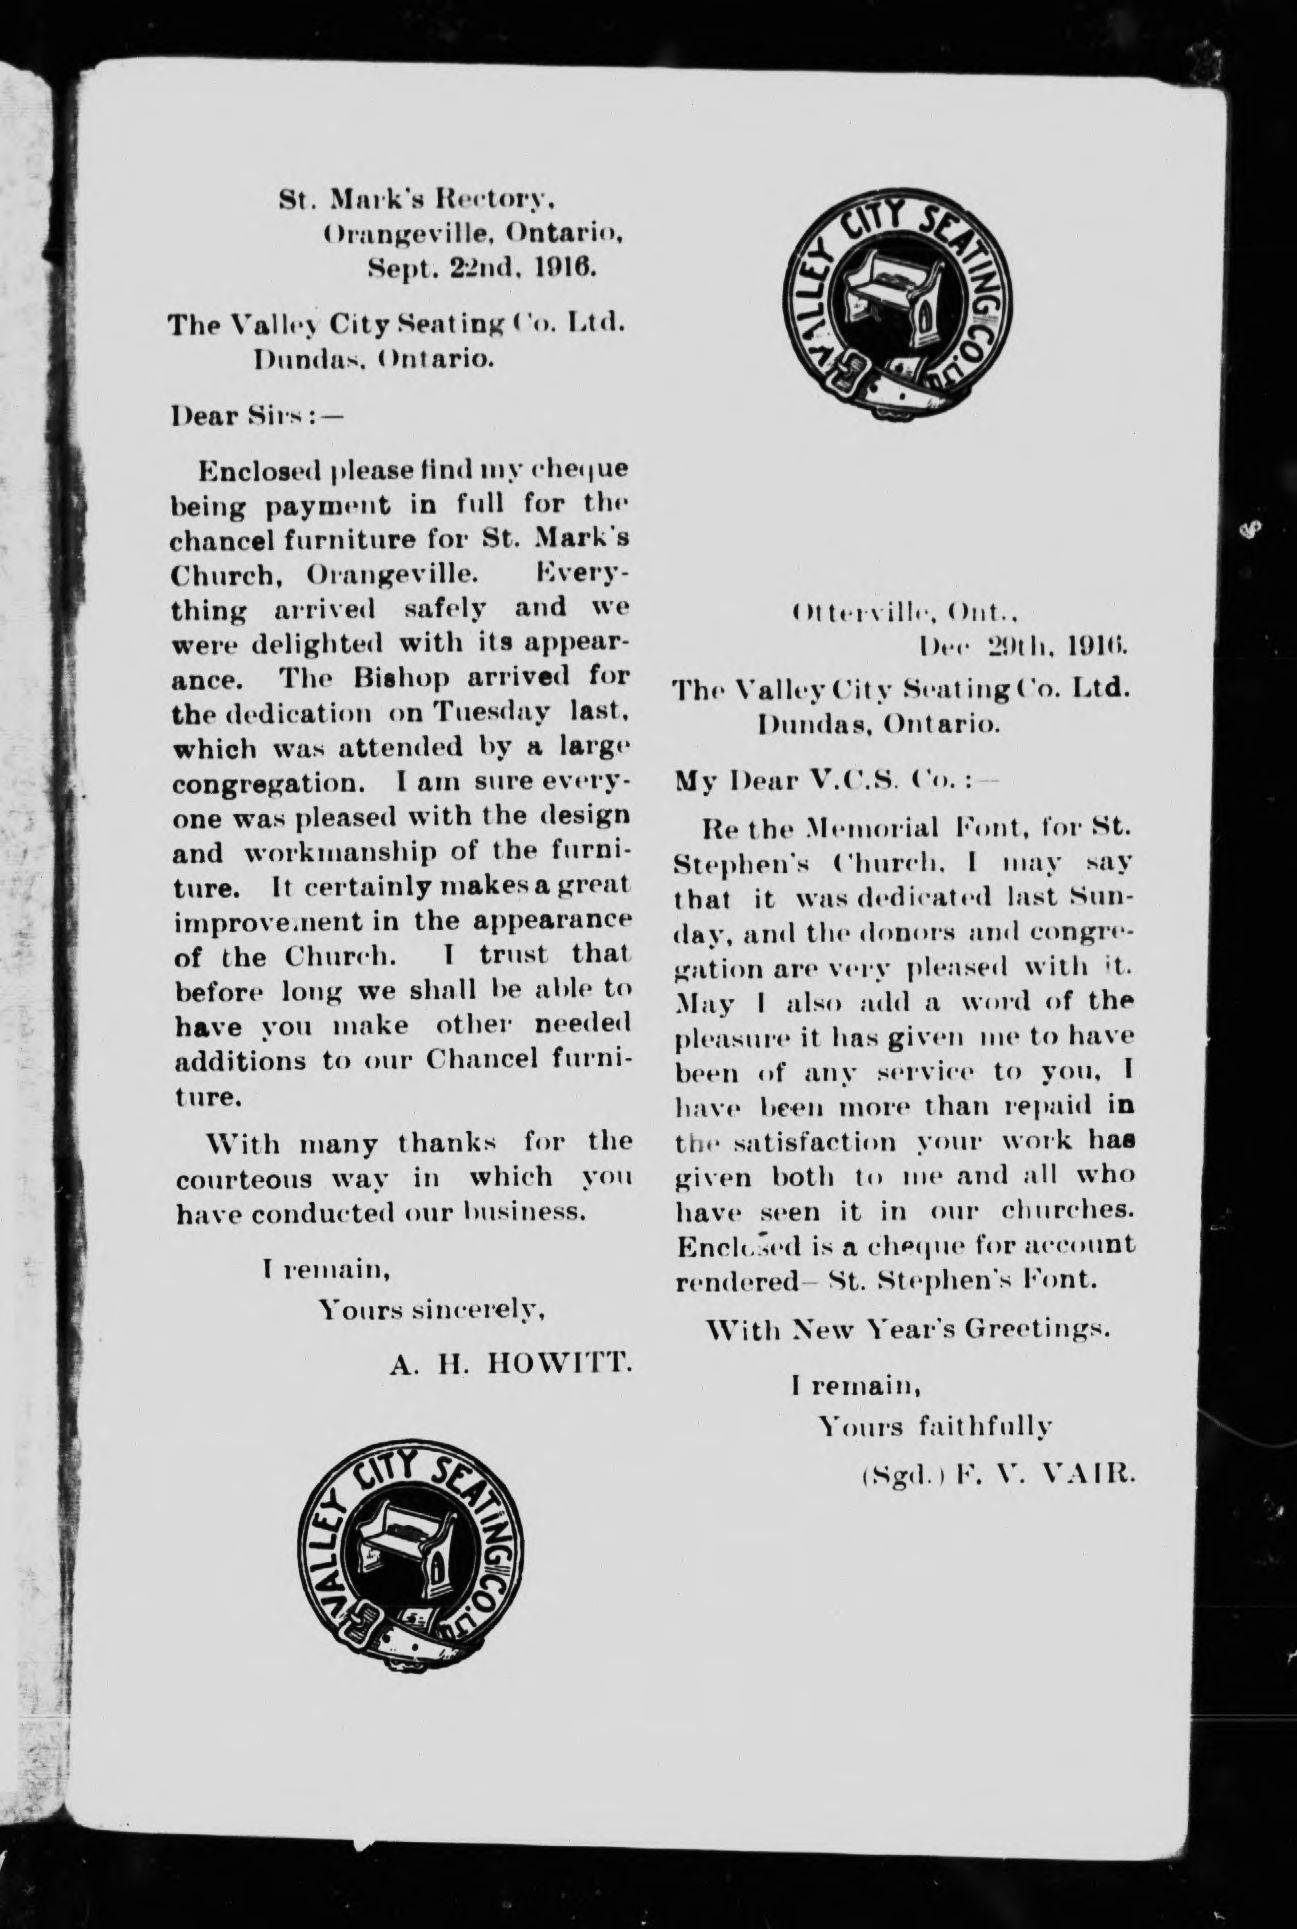 St. Mark's Rectory,
Orangeville, Ontario,
Sept. 22nd, 1916.
The Valley City Seating Co. Ltd.
Dundas, Ontario.
Dear Sirs:—
Enclosed please find my cheque
being payment in full for the
chancel furniture for St. Mark's
Church, Orangeville. Every-
thing arrived safely and we
were delighted with its appear-
ance. The Bishop arrived for
the dedication on Tuesday last,
which was attended by a large
congregation. I am sure every-
one was pleased with the design
and workmanship of the furni-
ture. It certainly makes a great
improvement in the appearance
of the Church. I trust that
before long we shall be able to
have you make other needed
additions to our Chancel furni-
ture.
With many thanks for the
courteous way in which you
have conducted our business.
I remain,
Yours sincerely,
A. H. HOWITT.
VALLEY CITY SEATING CO. LTD
VALLEY CITY SEATING CO. LTD
Otterville, Ont.,
Dec 29th, 1916.
The Valley City Seating Co. Ltd.
Dundas, Ontario.
My Dear V.C.S. Co.:—
Re the Memorial Font, for St.
Stephen's Church, I may say
that it was dedicated last Sun-
day, and the donors and congre-
gation are very pleased with it.
May I also add a word of the
pleasure it has given me to have
been of any service to you, I
have been more than repaid in
the satisfaction your work has
given both to me and all who
have seen it in our churches.
Enclosed is a cheque for account
rendered— St. Stephen's Font.
With New Year's Greetings.
I remain,
Yours faithfully
(Sgd.) F. V. VAIR.